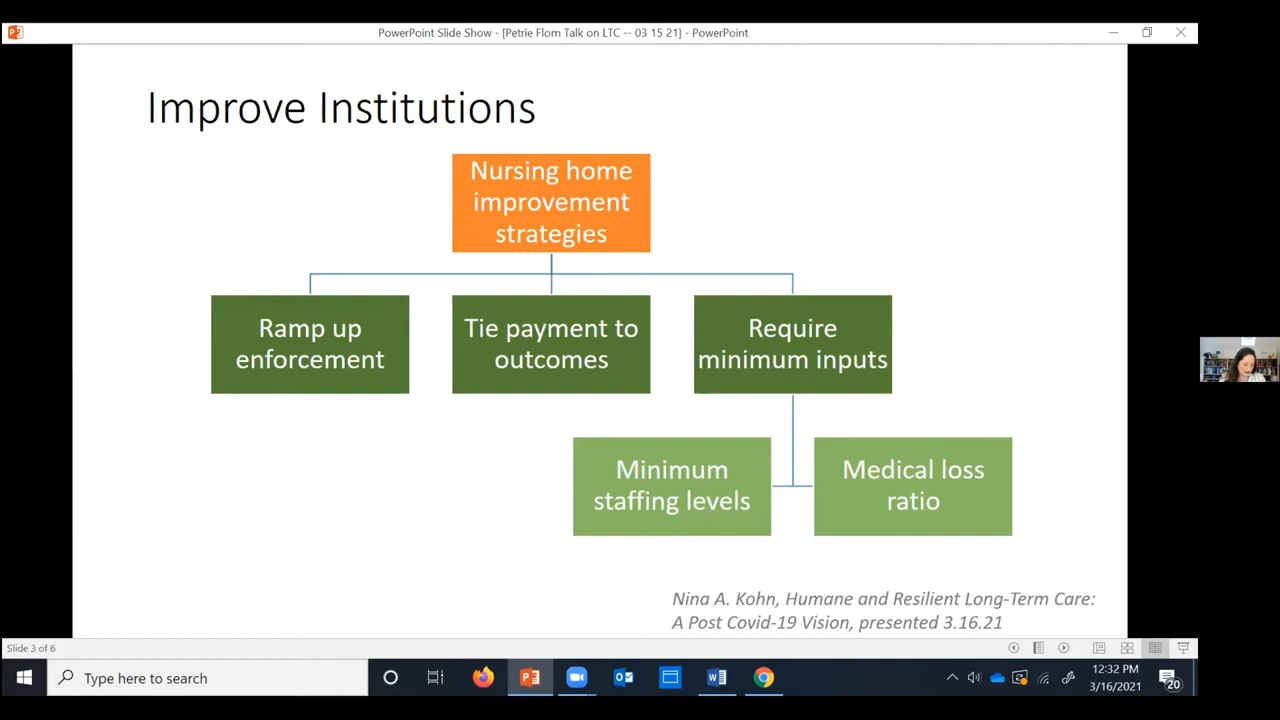 PowerPoint Slide Show - [Petrie Flom Talk on LTC -- 03 15 21] - PowerPoint
Improve Institutions
Nursing home
improvement
strategies
Ramp up
enforcement
Tie payment to
outcomes
Require
minimum inputs
Minimum
staffing levels
Medical loss
ratio
Nina A. Kohn, Humane and Resilient Long-Term Care:
A Post Covid-19 Vision, presented 3.16.21
Slide 3 of 6
Type here to search
12:32 PM
3/16/2021
20